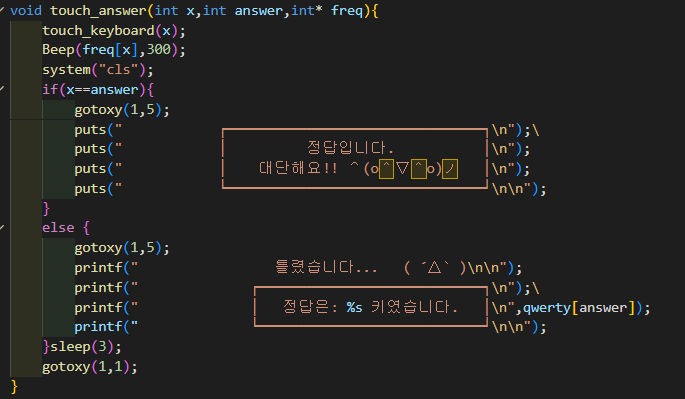 void touch_answer(int x,int answer,int* freq){
    touch_keyboard(x);
    Beep(freq[x],300);
    system("cls");
    if(x==answer){
        gotoxy(1,5);
        puts("            ┌────────────────────────────────┐\n");\
        puts("            │          정답입니다.           │\n");
        puts("            │    대단해요!! ^(o＾▽＾o)ノ   │\n");
        puts("            └────────────────────────────────┘\n\n");
    }
    else {
        gotoxy(1,5);
        printf("                 틀렸습니다...   ( ´△` )\n\n");
        printf("              ┌────────────────────────────┐\n");\
        printf("              │   정답은: %s 키였습니다.   │\n",qwerty[answer]);
        printf("              └────────────────────────────┘\n\n");
    }sleep(3);
    gotoxy(1,1);
}